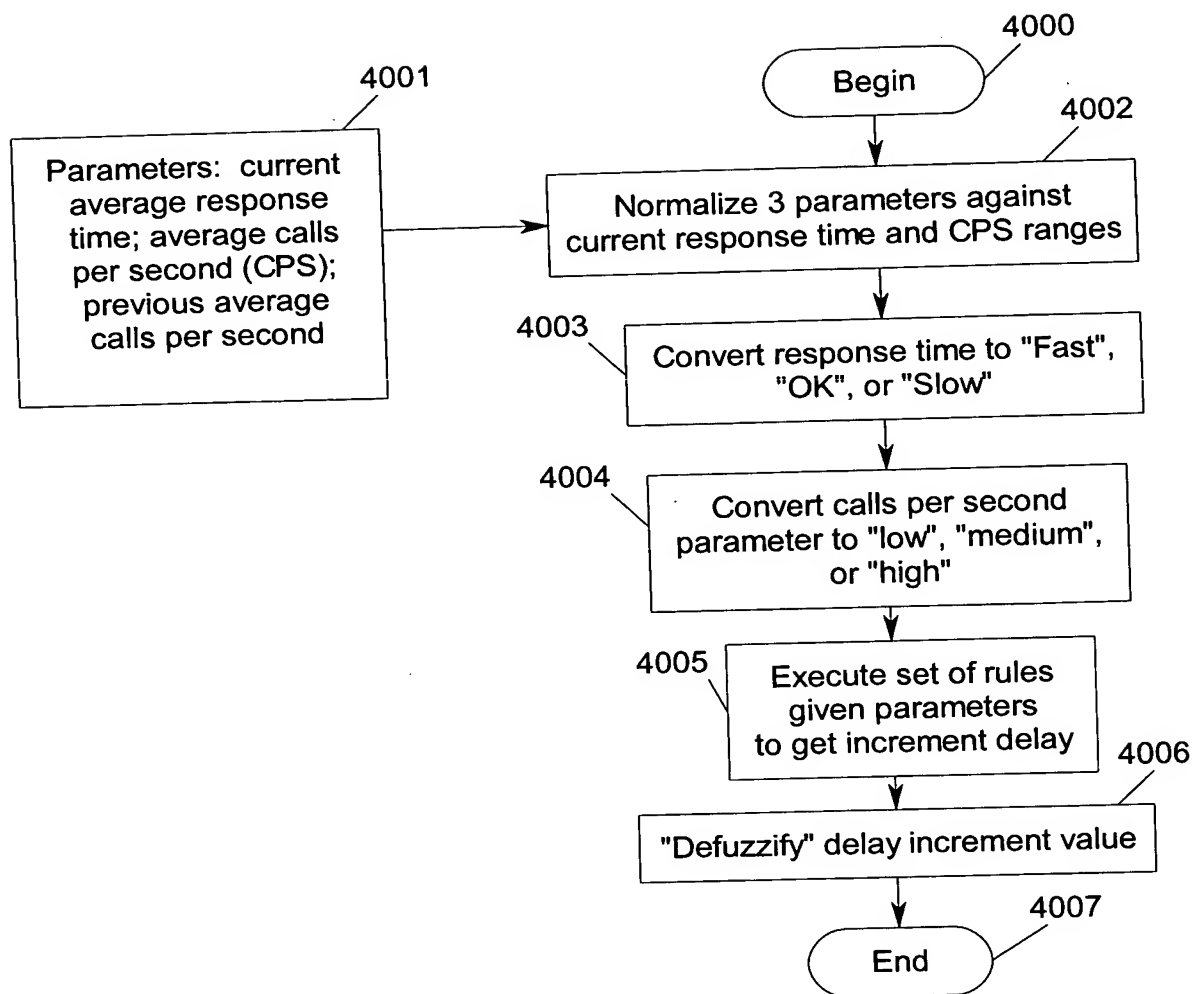 4000
Begin
4001
Parameters: current
average response
time; average calls
per second (CPS);
previous average
calls per second
4002
Normalize 3 parameters against
current response time and CPS ranges
4003
Convert response time to "Fast",
"OK", or "Slow"
4004
Convert calls per second
parameter to "low", "medium",
or "high"
4005
Execute set of rules
given parameters
to get increment delay
4006
"Defuzzify" delay increment value
4007
End